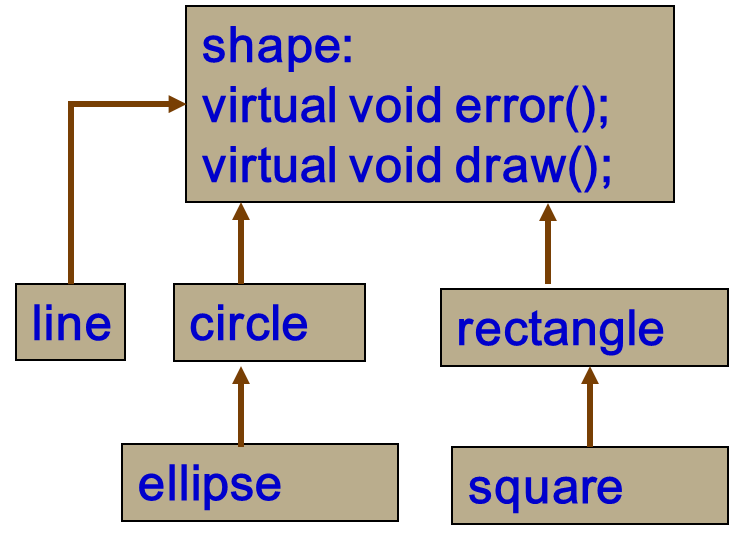 shape:
virtual void error();
virtual void draw();
line
circle
rectangle
ellipse
square